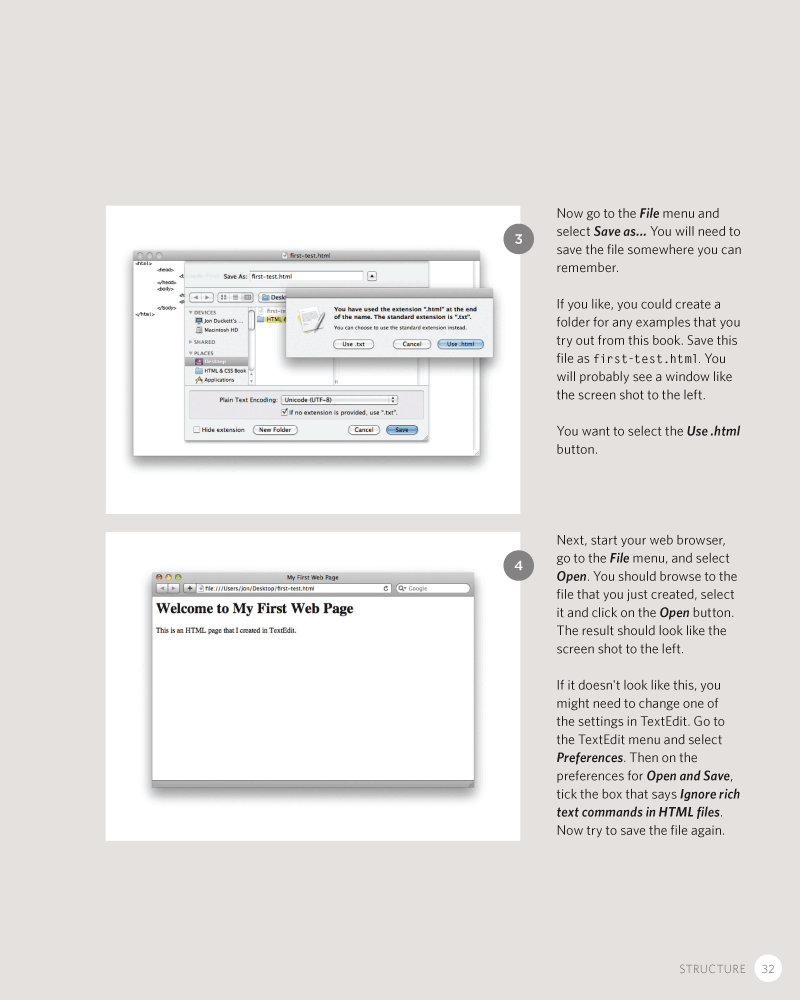 first-test.html
<html>
<head>
</head>
<body>
</body>
</html>
Save As: first-test.html
DEVICES
Jon Duckett's ...
Macintosh HD
SHARED
PLACES
Desktop
HTML & CSS Book
Applications
HTML &
You have used the extension ".html" at the end
of the name. The standard extension is ".txt".
You can choose to use the standard extension instead.
Use .txt Cancel Use .html
Plain Text Encoding: Unicode (UTF-8)
If no extension is provided, use ".txt".
Hide extension New Folder Cancel Save
3
Now go to the File menu and
select Save as... You will need to
save the file somewhere you can
remember.
If you like, you could create a
folder for any examples that you
try out from this book. Save this
file as first-test.html. You
will probably see a window like
the screen shot to the left.
You want to select the Use .html
button.
My First Web Page
file:///Users/Jon/Desktop/first-test.html
Google
Welcome to My First Web Page
This is an HTML page that I created in TextEdit.
4
Next, start your web browser,
go to the File menu, and select
Open. You should browse to the
file that you just created, select
it and click on the Open button.
The result should look like the
screen shot to the left.
If it doesn't look like this, you
might need to change one of
the settings in TextEdit. Go to
the TextEdit menu and select
Preferences. Then on the
preferences for Open and Save,
tick the box that says Ignore rich
text commands in HTML files.
Now try to save the file again.
STRUCTURE 32